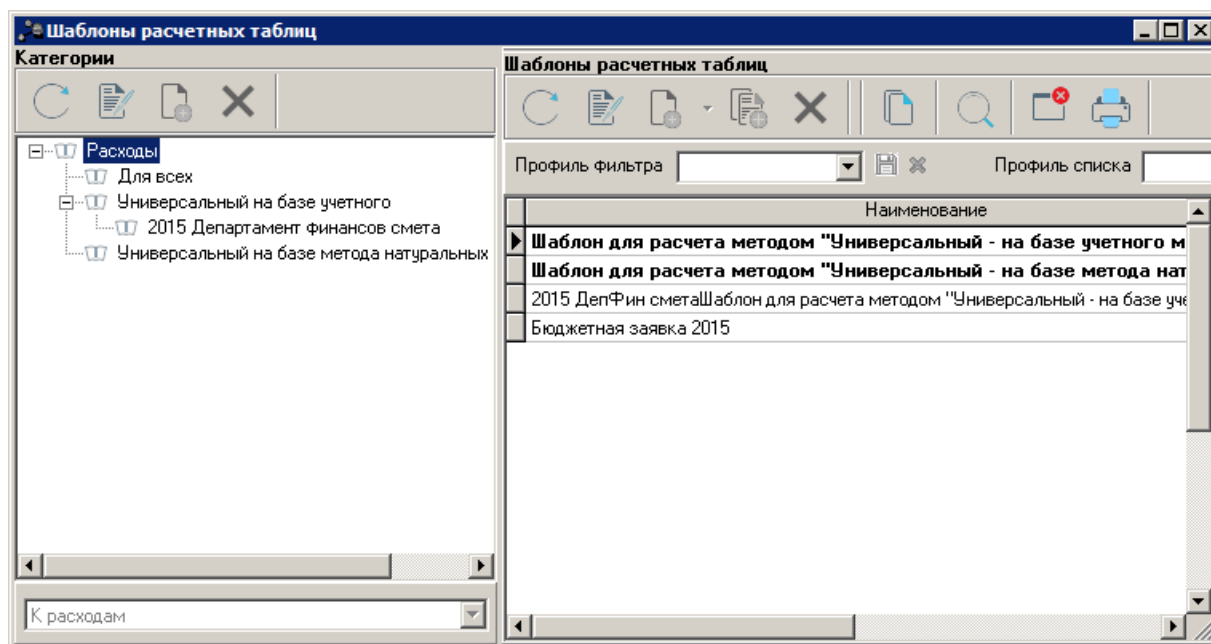 Шаблоны расчетных таблиц
Категории
Расходы
Для всех
Универсальный на базе учетного
2015 Департамент финансов смета
Универсальный на базе метода натуральных
К расходам
Шаблоны расчетных таблиц
Профиль фильтра
Профиль списка
Наименование
Шаблон для расчета методом "Универсальный - на базе учетного м
Шаблон для расчета методом "Универсальный - на базе метода нат
2015 ДепФин сметаШаблон для расчета методом "Универсальный - на базе уче
Бюджетная заявка 2015